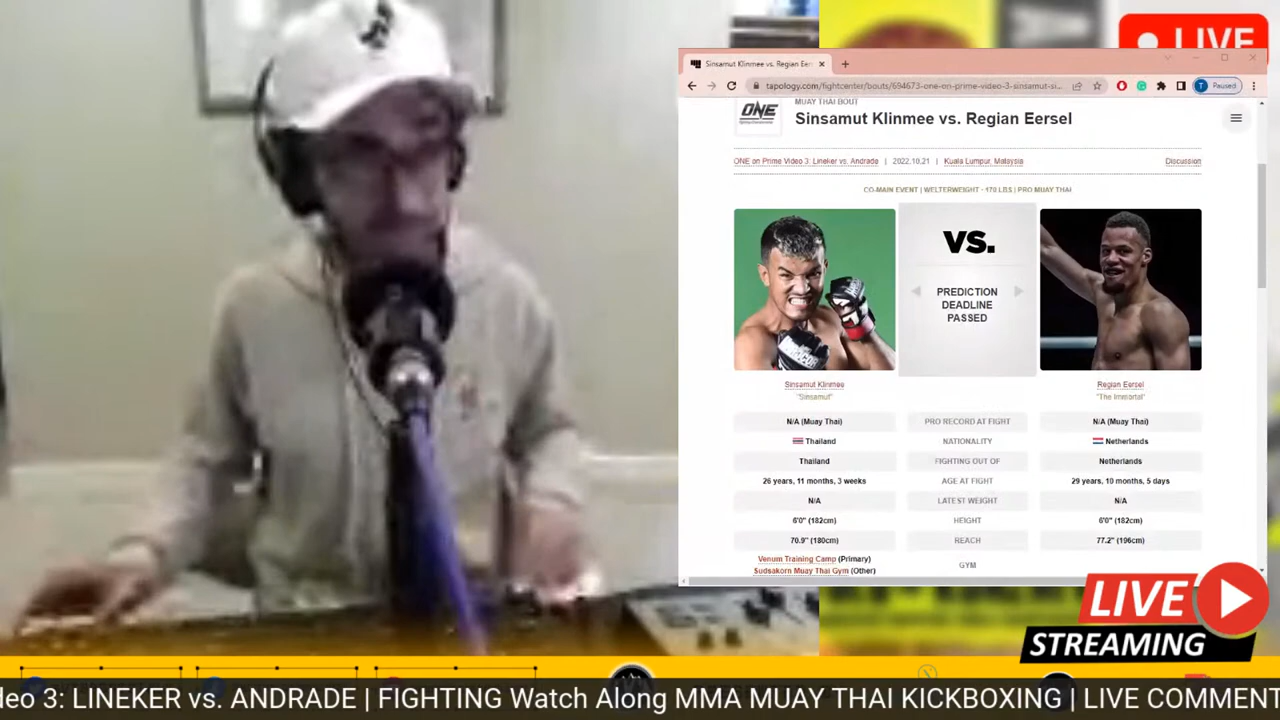 LIVE
Sinsamut Klinmee vs. Regian Eer
tapology.com/fightcenter/bouts/694673-one-on-prime-video-3-sinsamut-si...
T Paused
MUAY THAI BOUT
ONE
Sinsamut Klinmee vs. Regian Eersel
ONE on Prime Video 3: Lineker vs. Andrade | 2022.10.21 | Kuala Lumpur, Malaysia
Discussion
CO-MAIN EVENT | WELTERWEIGHT - 170 LBS | PRO MUAY THAI
VS.
PREDICTION
DEADLINE
PASSED
Sinsamut Klinmee
"Sinsamut"
Regian Eersel
"The Immortal"
N/A (Muay Thai) PRO RECORD AT FIGHT N/A (Muay Thai)
Thailand NATIONALITY Netherlands
Thailand FIGHTING OUT OF Netherlands
26 years, 11 months, 3 weeks AGE AT FIGHT 29 years, 10 months, 5 days
N/A LATEST WEIGHT N/A
6'0" (182cm) HEIGHT 6'0" (182cm)
70.9" (180cm) REACH 77.2" (196cm)
Venum Training Camp (Primary)
Sudsakorn Muay Thai Gym (Other)
GYM
LIVE
STREAMING
deo 3: LINEKER vs. ANDRADE | FIGHTING Watch Along MMA MUAY THAI KICKBOXING | LIVE COMMENT